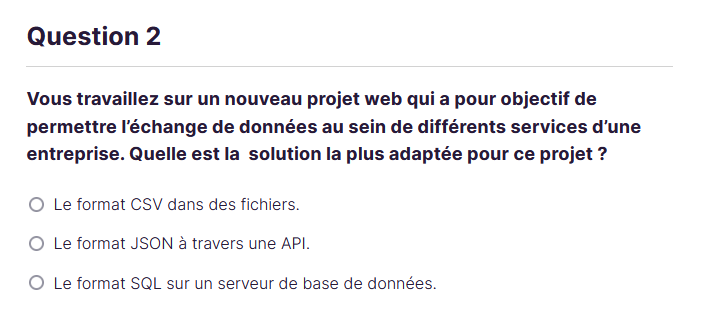 Question 2
Vous travaillez sur un nouveau projet web qui a pour objectif de
permettre l’échange de données au sein de différents services d’une
entreprise. Quelle est la solution la plus adaptée pour ce projet ?
Le format CSV dans des fichiers.
Le format JSON à travers une API.
Le format SQL sur un serveur de base de données.